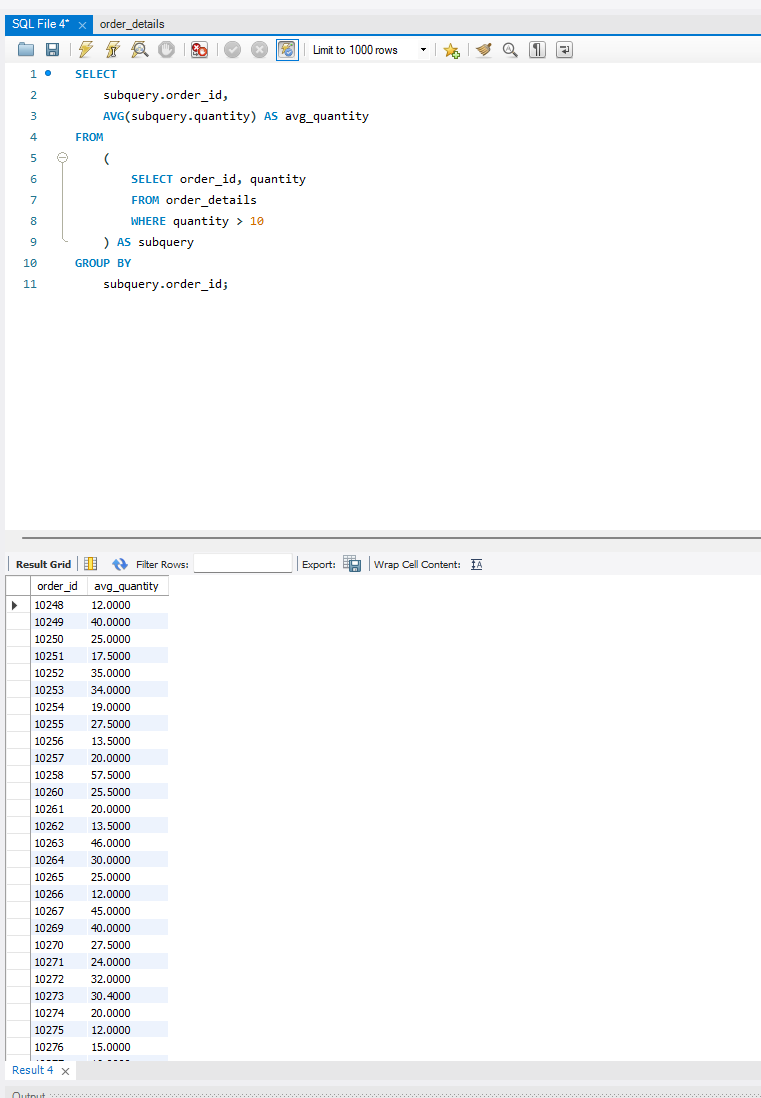 SQL File 4* × order_details
Limit to 1000 rows
1 SELECT
2 subquery.order_id,
3 AVG(subquery.quantity) AS avg_quantity
4 FROM
5 (
6 SELECT order_id, quantity
7 FROM order_details
8 WHERE quantity > 10
9 ) AS subquery
10 GROUP BY
11 subquery.order_id;
Result Grid Filter Rows: Export: Wrap Cell Content:
order_id avg_quantity
10248 12.0000
10249 40.0000
10250 25.0000
10251 17.5000
10252 35.0000
10253 34.0000
10254 19.0000
10255 27.5000
10256 13.5000
10257 20.0000
10258 57.5000
10260 25.5000
10261 20.0000
10262 13.5000
10263 46.0000
10264 30.0000
10265 25.0000
10266 12.0000
10267 45.0000
10269 40.0000
10270 27.5000
10271 24.0000
10272 32.0000
10273 30.4000
10274 20.0000
10275 12.0000
10276 15.0000
Result 4 ×
Output